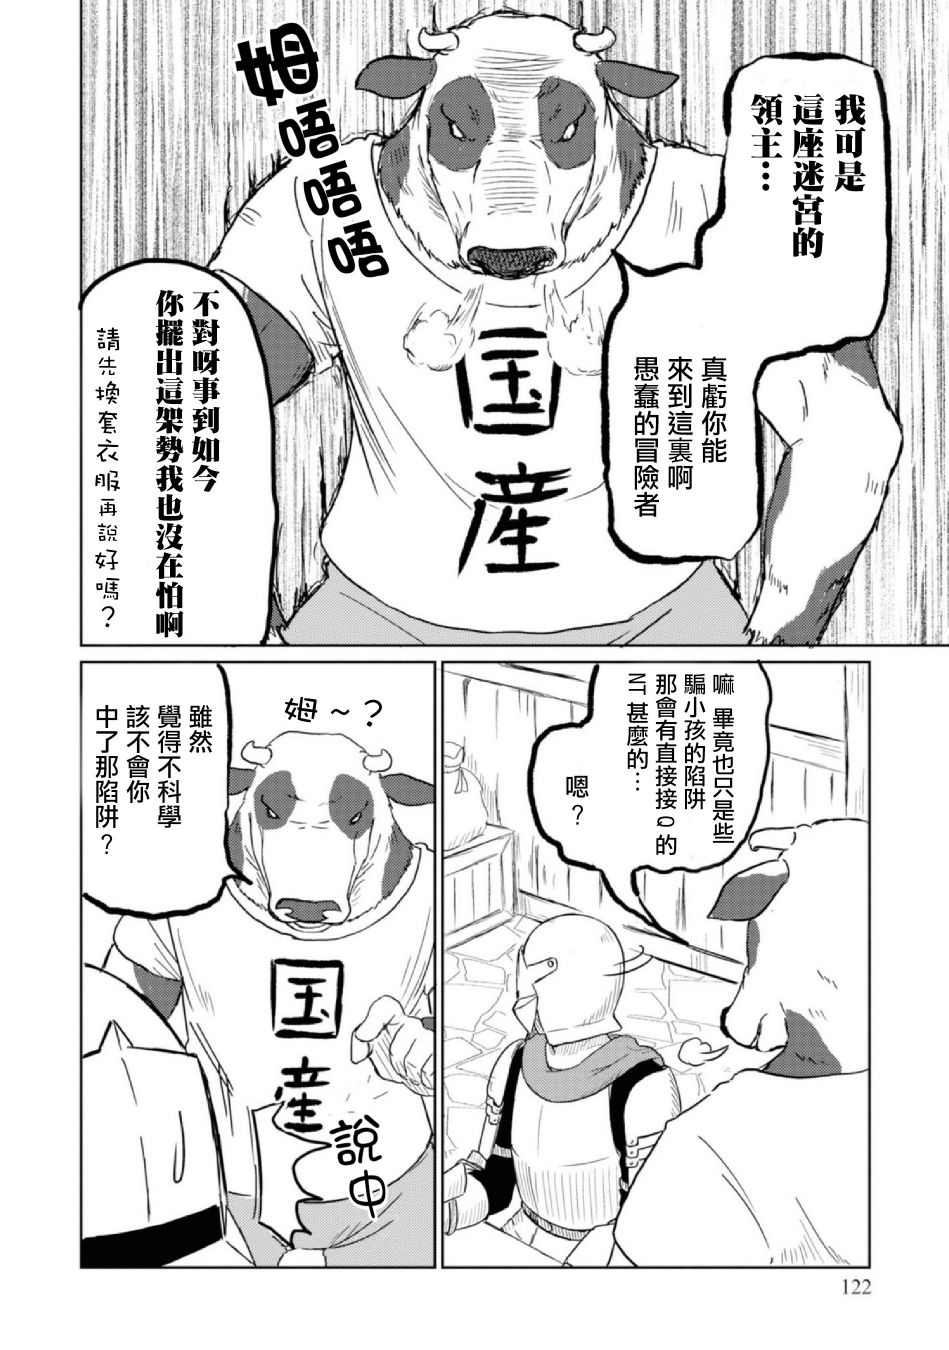 我可是
這座迷宮的
領主…
真虧你能
來到這裏啊
愚蠢的冒險者
姆唔唔唔
国産
不對呀事到如今
你擺出這架勢我也沒在怕啊
請先換套衣服再說好嗎？
嘛 畢竟也只是些
騙小孩的陷阱
那會有直接接Q的
NT甚麼的…
嗯？
姆～？
雖然
覺得不科學
該不會你
中了那陷阱？
国産
說中
122